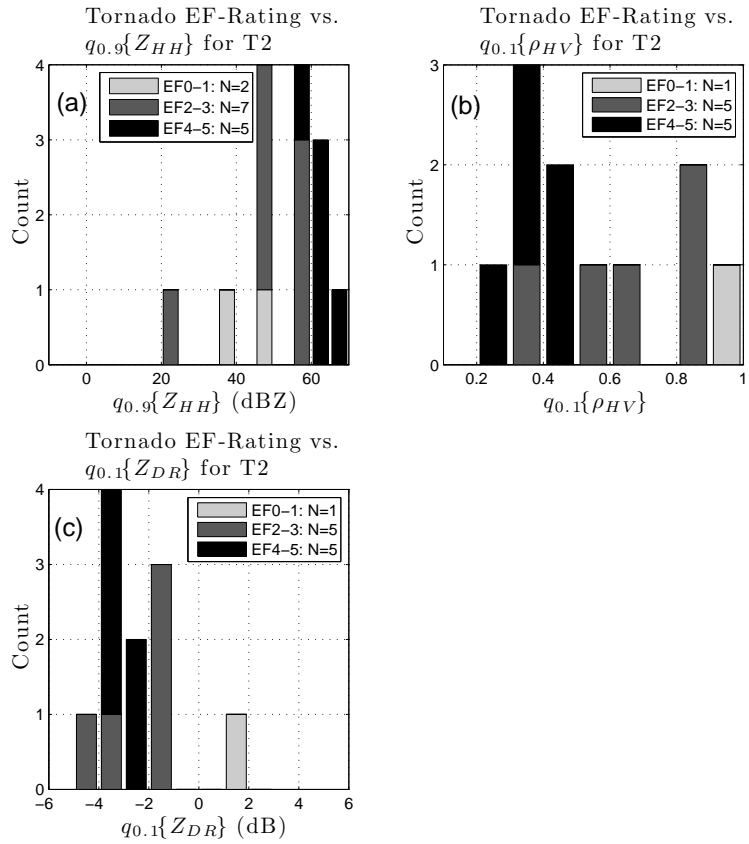 Tornado EF-Rating vs.
q0.9{ZHH} for T2
(a)
EF0−1: N=2
EF2−3: N=7
EF4−5: N=5
Count
4
3
2
1
0
0 20 40 60
q0.9{ZHH} (dBZ)
Tornado EF-Rating vs.
q0.1{ρHV} for T2
(b)
EF0−1: N=1
EF2−3: N=5
EF4−5: N=5
Count
3
2
1
0
0.2 0.4 0.6 0.8 1
q0.1{ρHV}
Tornado EF-Rating vs.
q0.1{ZDR} for T2
(c)
EF0−1: N=1
EF2−3: N=5
EF4−5: N=5
Count
4
3
2
1
0
−6 −4 −2 0 2 4 6
q0.1{ZDR} (dB)